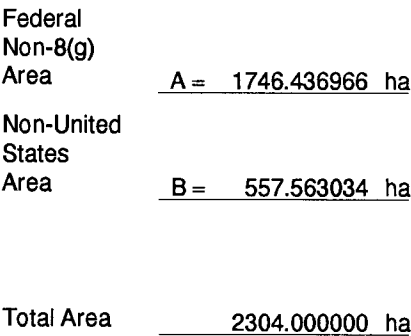 Federal
Non-8(g)
Area A = 1746.436966 ha
Non-United
States
Area B = 557.563034 ha
Total Area 2304.000000 ha